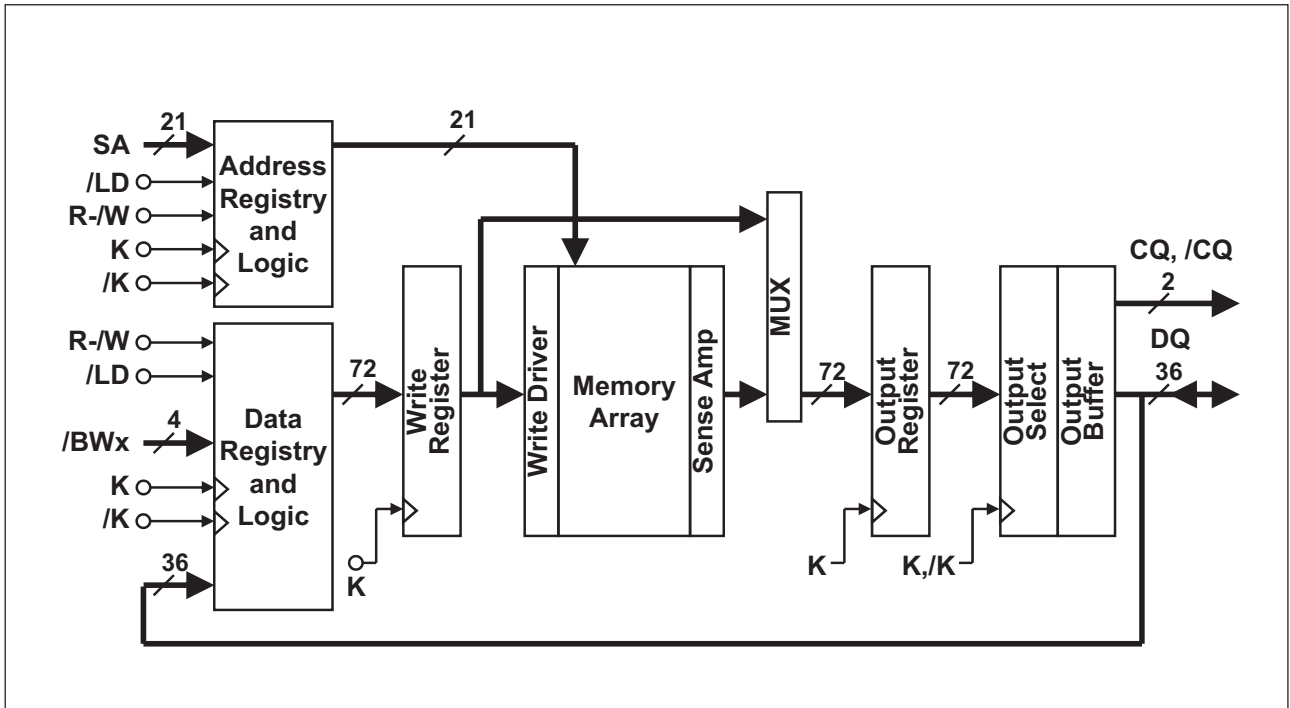 21
SA
/LD
R-/W
K
/K
Address
Registry
and
Logic
21
R-/W
/LD
/BWx
4
K
/K
36
Data
Registry
and
Logic
72
Write
Register
K
Write Driver
Memory
Array
Sense Amp
MUX
72
Output
Register
K
72
Output
Select
Output
Buffer
K,/K
CQ, /CQ
2
DQ
36